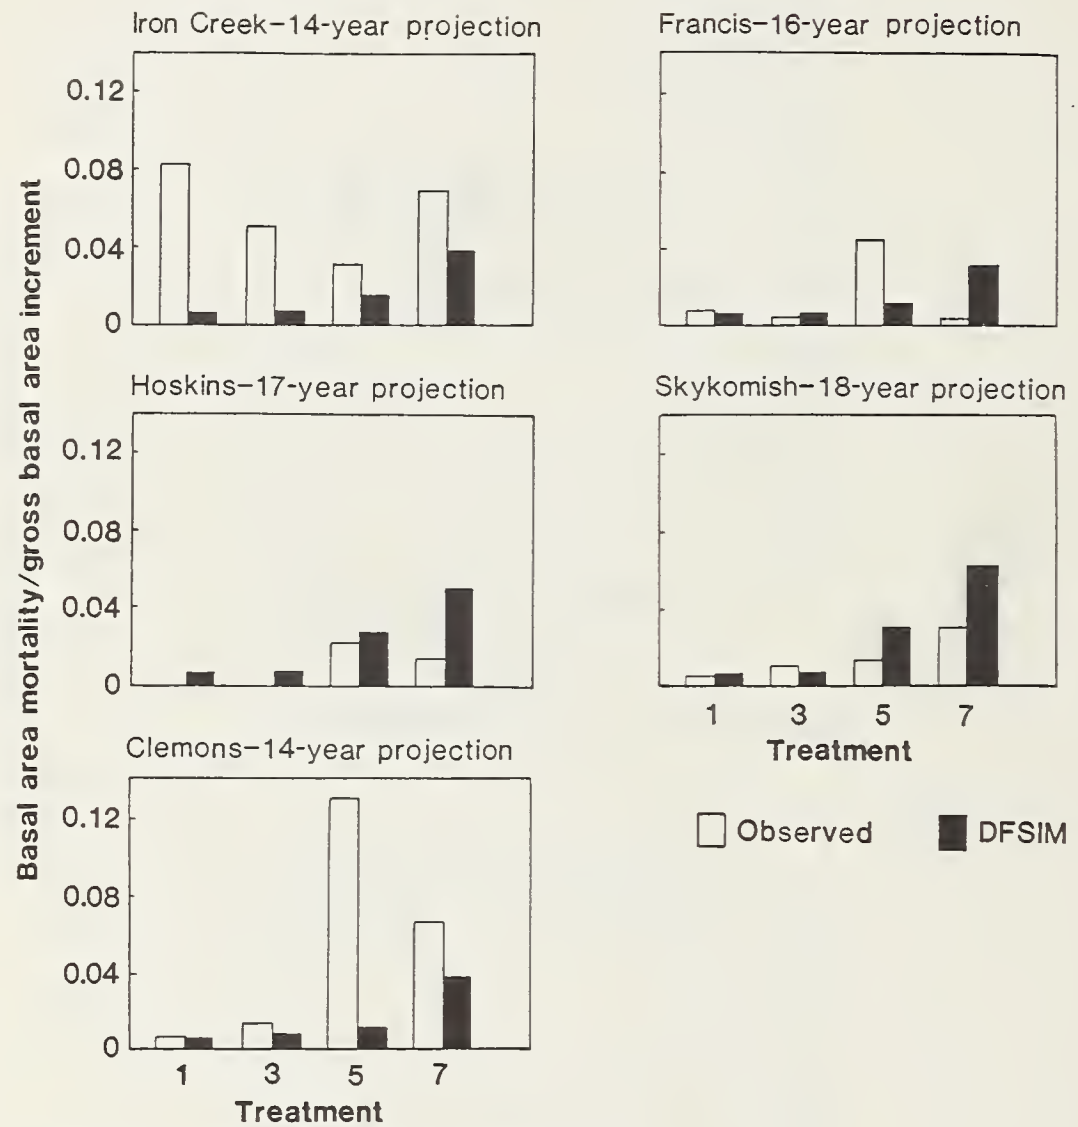 Iron Creek–14-year projection
Francis–16-year projection
0.12
0.08
0.04
0
Hoskins–17-year projection
Skykomish–18-year projection
0.12
0.08
0.04
0
1 3 5 7
Treatment
Clemons–14-year projection
0.12
0.08
0.04
0
1 3 5 7
Treatment
Observed
DFSIM
Basal area mortality/gross basal area increment